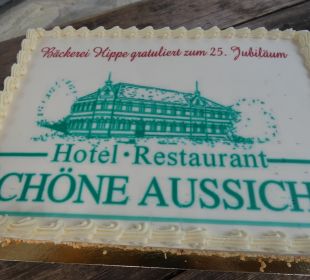 Bäckerei Hippe gratuliert zum 25. Jubiläum
Hotel · Restaurant
CHÖNE AUSSICH